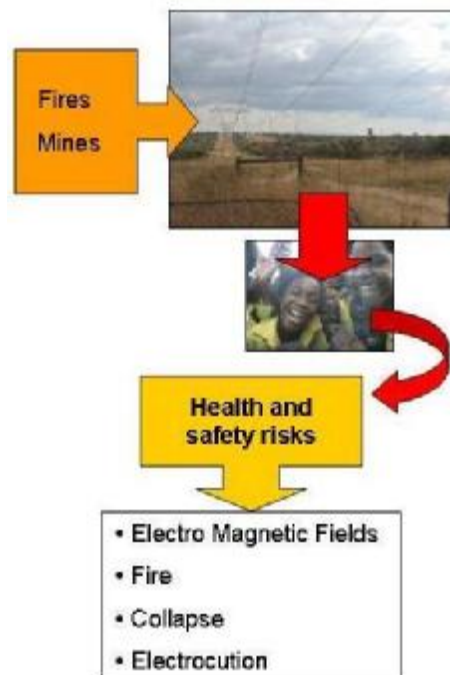 Fires
Mines
Health and
safety risks
• Electro Magnetic Fields
• Fire
• Collapse
• Electrocution